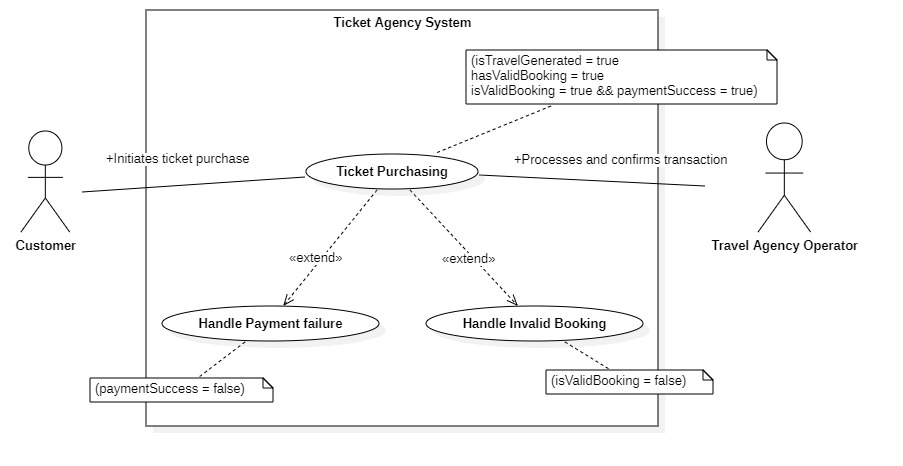 Ticket Agency System
(isTravelGenerated = true
hasValidBooking = true
isValidBooking = true && paymentSuccess = true)
+Initiates ticket purchase
+Processes and confirms transaction
Ticket Purchasing
Customer
Travel Agency Operator
«extend»
«extend»
Handle Payment failure
Handle Invalid Booking
(paymentSuccess = false)
(isValidBooking = false)